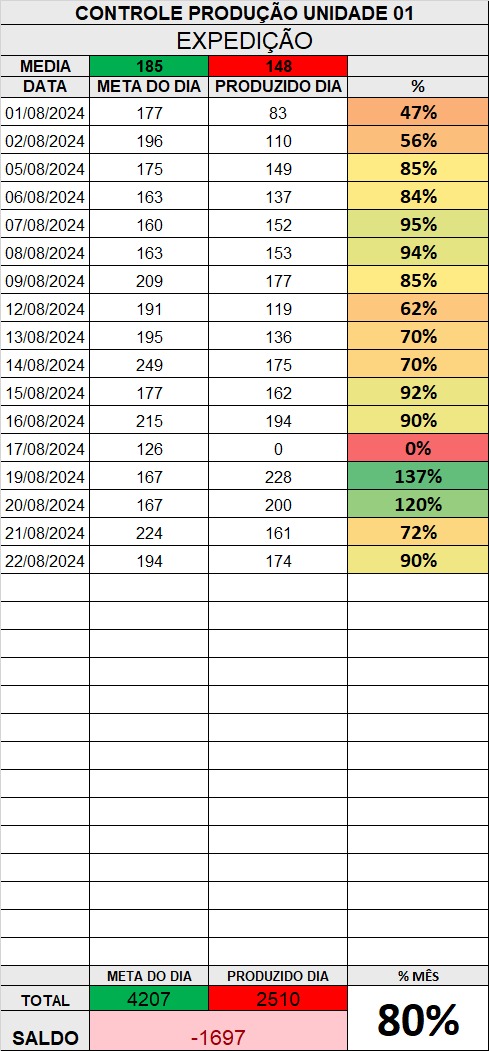 CONTROLE PRODUÇÃO UNIDADE 01
EXPEDIÇÃO
MEDIA 185 148
DATA META DO DIA PRODUZIDO DIA %
01/08/2024 177 83 47%
02/08/2024 196 110 56%
05/08/2024 175 149 85%
06/08/2024 163 137 84%
07/08/2024 160 152 95%
08/08/2024 163 153 94%
09/08/2024 209 177 85%
12/08/2024 191 119 62%
13/08/2024 195 136 70%
14/08/2024 249 175 70%
15/08/2024 177 162 92%
16/08/2024 215 194 90%
17/08/2024 126 0 0%
19/08/2024 167 228 137%
20/08/2024 167 200 120%
21/08/2024 224 161 72%
22/08/2024 194 174 90%
META DO DIA PRODUZIDO DIA % MÊS
TOTAL 4207 2510 80%
SALDO -1697